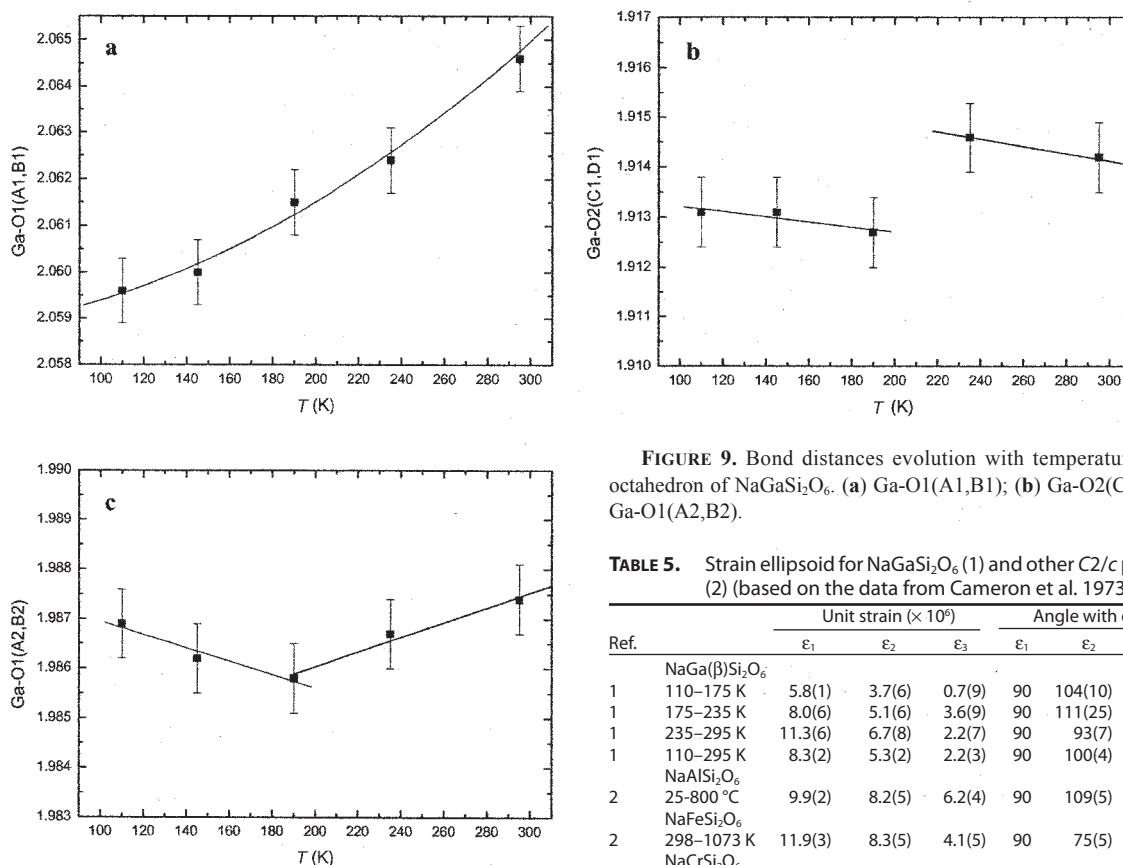 a
2.065
2.064
2.063
2.062
2.061
2.060
2.059
2.058
Ga-O1(A1,B1)
100 120 140 160 180 200 220 240 260 280 300
T (K)
b
1.917
1.916
1.915
1.914
1.913
1.912
1.911
1.910
Ga-O2(C1,D1)
100 120 140 160 180 200 220 240 260 280 300
T (K)
c
1.990
1.989
1.988
1.987
1.986
1.985
1.984
1.983
Ga-O1(A2,B2)
100 120 140 160 180 200 220 240 260 280 300
T (K)
FIGURE 9. Bond distances evolution with temperatur
octahedron of NaGaSi₂O₆. (a) Ga-O1(A1,B1); (b) Ga-O2(C
Ga-O1(A2,B2).
TABLE 5. Strain ellipsoid for NaGaSi₂O₆ (1) and other C2/c p
(2) (based on the data from Cameron et al. 1973
Unit strain (× 10⁶) Angle with
Ref. ε₁ ε₂ ε₃ ε₁ ε₂
NaGa(β)Si₂O₆
1 110–175 K 5.8(1) 3.7(6) 0.7(9) 90 104(10)
1 175–235 K 8.0(6) 5.1(6) 3.6(9) 90 111(25)
1 235–295 K 11.3(6) 6.7(8) 2.2(7) 90 93(7)
1 110–295 K 8.3(2) 5.3(2) 2.2(3) 90 100(4)
NaAlSi₂O₆
2 25-800 °C 9.9(2) 8.2(5) 6.2(4) 90 109(5)
NaFeSi₂O₆
2 298–1073 K 11.9(3) 8.3(5) 4.1(5) 90 75(5)
NaCrSi₂O₆